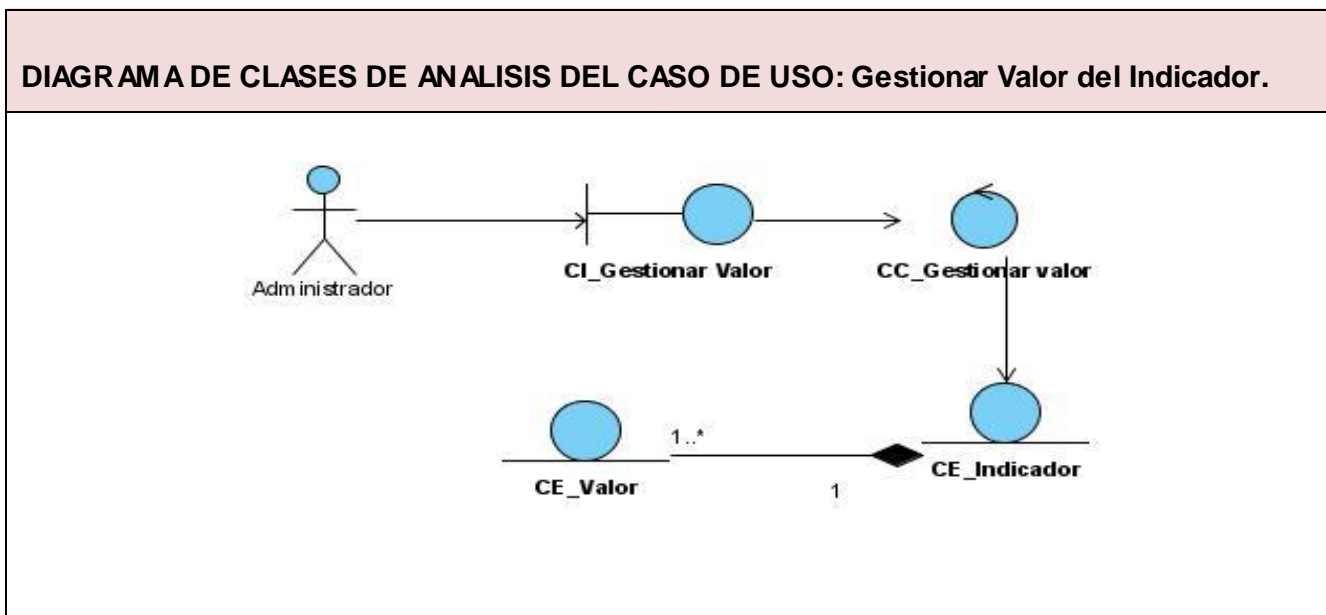 DIAGRAMA DE CLASES DE ANALISIS DEL CASO DE USO: Gestionar Valor del Indicador.
Administrador
CI_Gestionar Valor
CC_Gestionar valor
1..*
1
CE_Valor
CE_Indicador